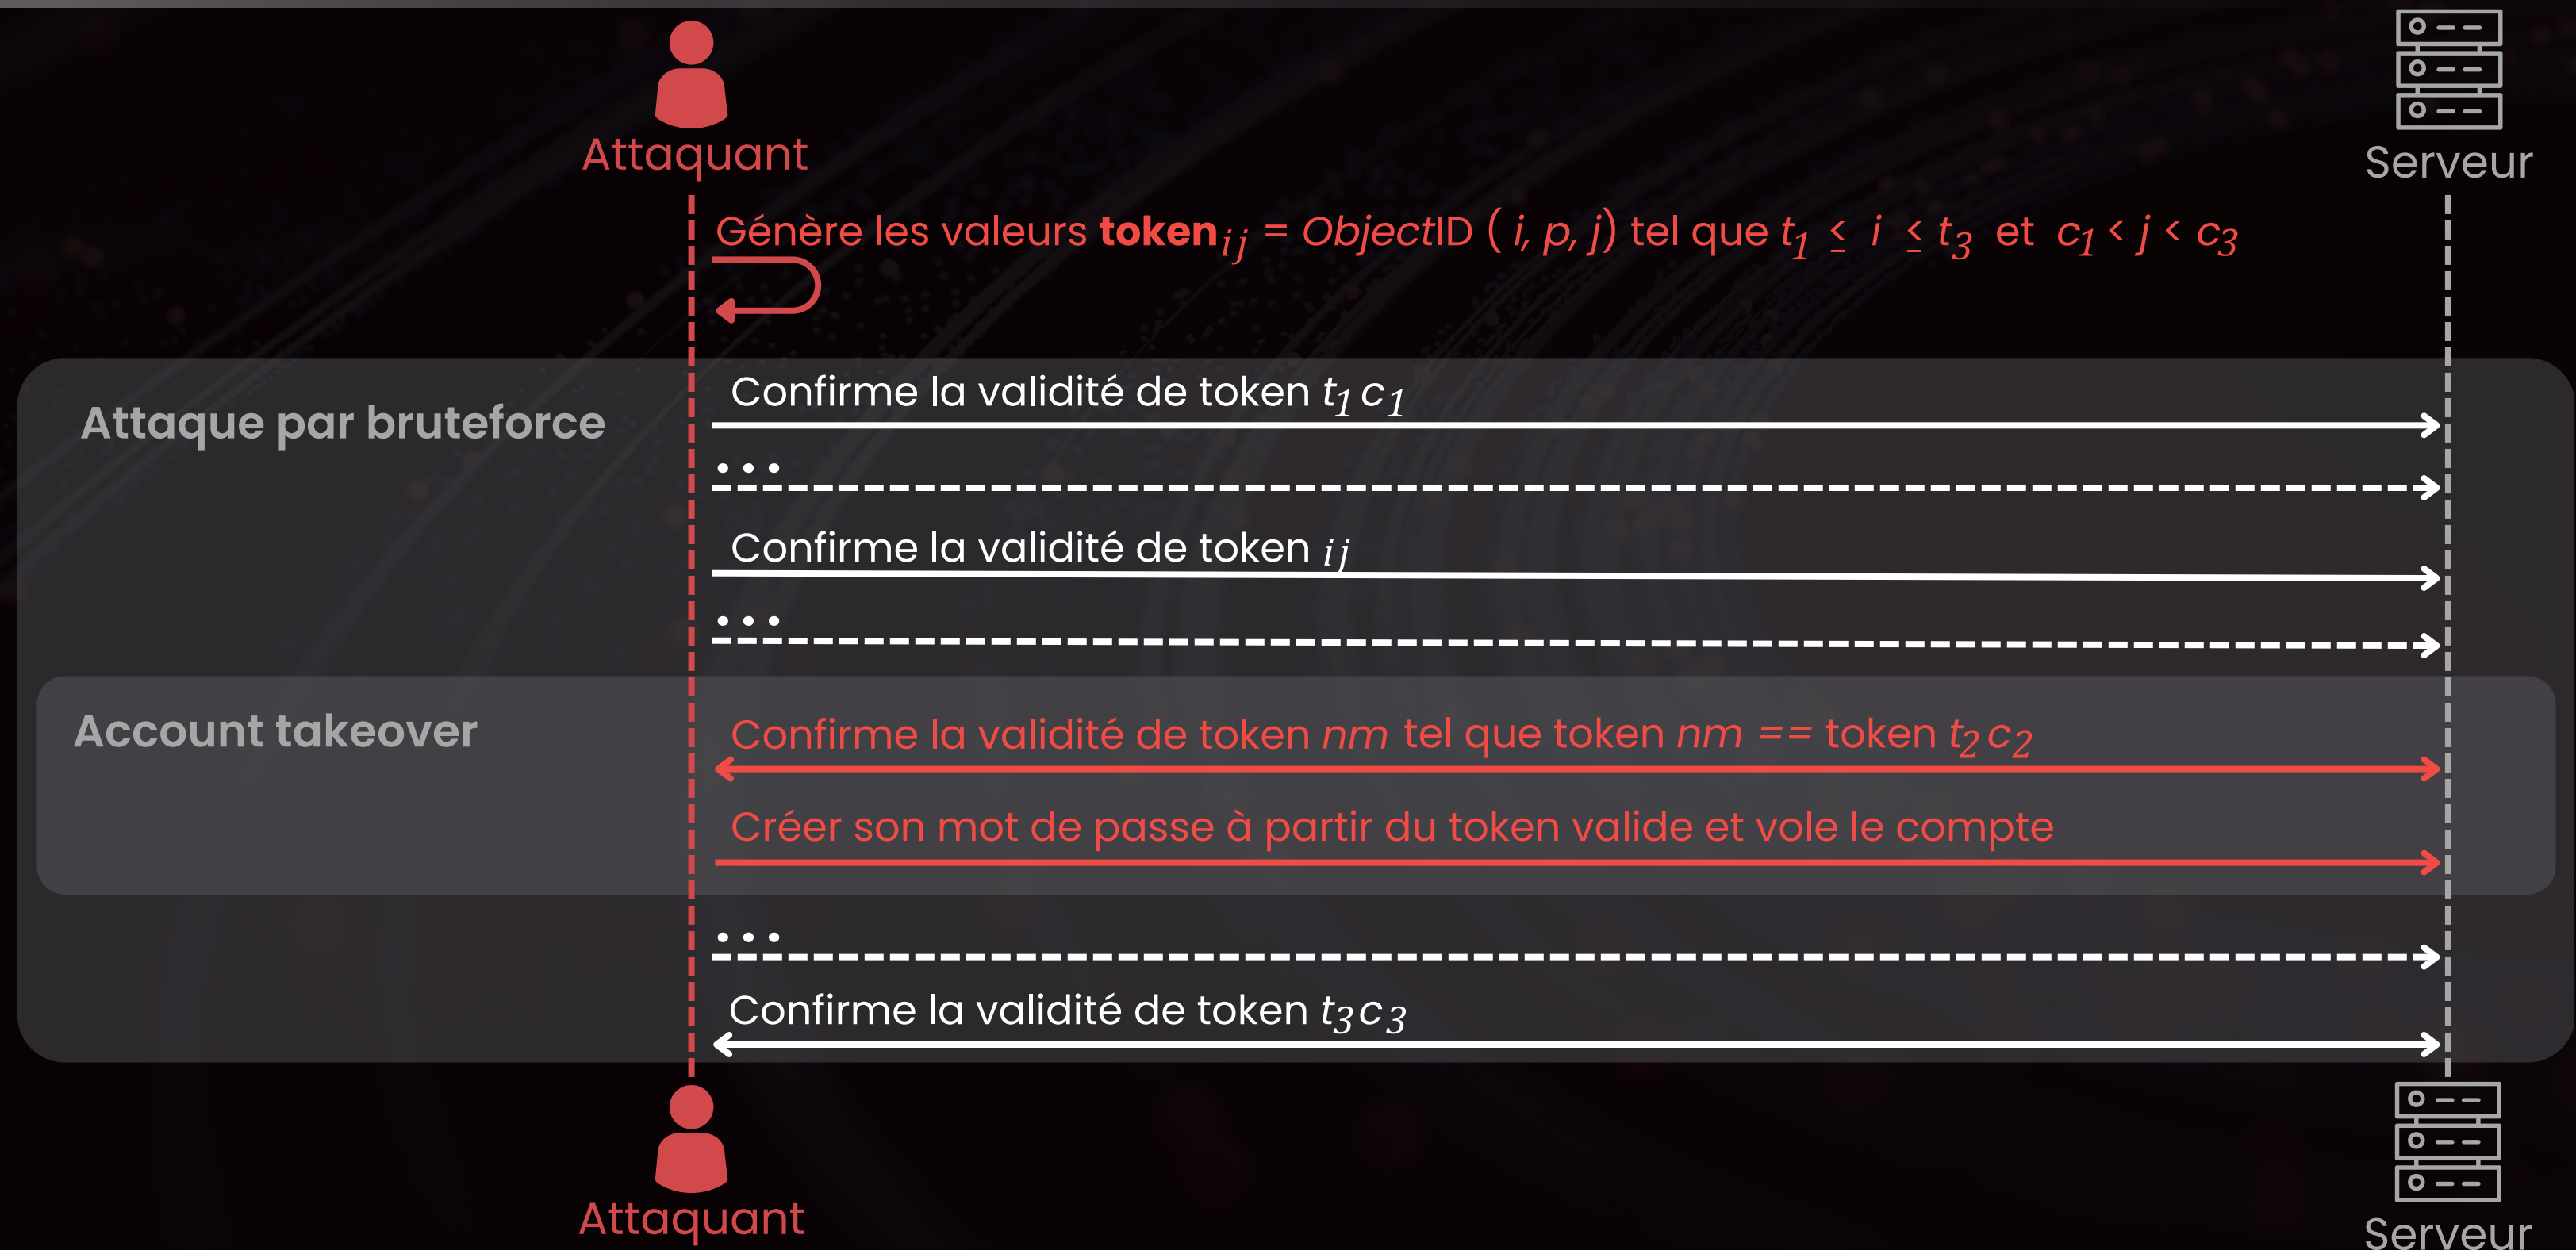 Attaquant
Serveur
Génère les valeurs token ij = ObjectID ( i, p, j) tel que t1 ≤ i ≤ t3 et c1 < j < c3
Attaque par bruteforce
Confirme la validité de token t1 c1
...
Confirme la validité de token ij
...
Account takeover
Confirme la validité de token nm tel que token nm == token t2 c2
Créer son mot de passe à partir du token valide et vole le compte
...
Confirme la validité de token t3 c3
Attaquant
Serveur